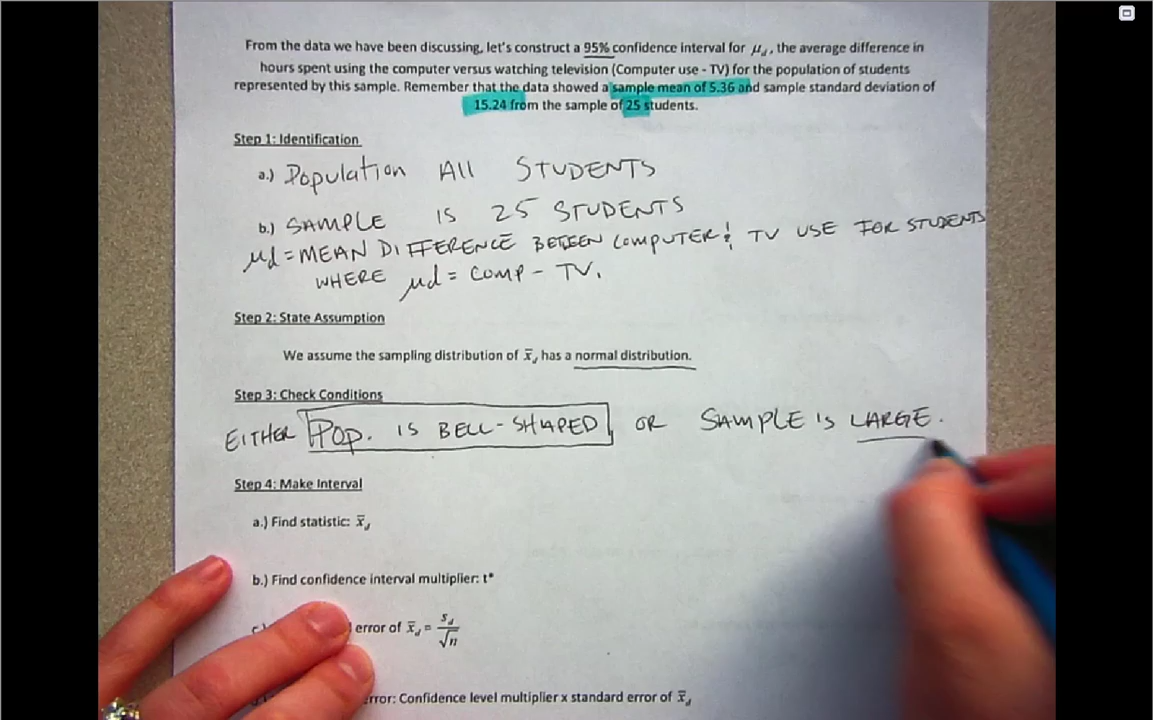 From the data we have been discussing, let's construct a 95% confidence interval for μd, the average difference in
hours spent using the computer versus watching television (Computer use - TV) for the population of students
represented by this sample. Remember that the data showed a sample mean of 5.36 and sample standard deviation of
15.24 from the sample of 25 students.
Step 1: Identification
a.) Population All STUDENTS
b.) SAMPLE IS 25 STUDENTS
μd = MEAN DIFFERENCE BETEEN COMPUTER & TV USE FOR STUDENTS
WHERE μd = COMP - TV.
Step 2: State Assumption
We assume the sampling distribution of x̄d has a normal distribution.
Step 3: Check Conditions
EITHER POP. IS BELL-SHAPED OR SAMPLE IS LARGE.
Step 4: Make Interval
a.) Find statistic: x̄d
b.) Find confidence interval multiplier: t*
error of x̄d = sd/√n
: Confidence level multiplier x standard error of x̄d